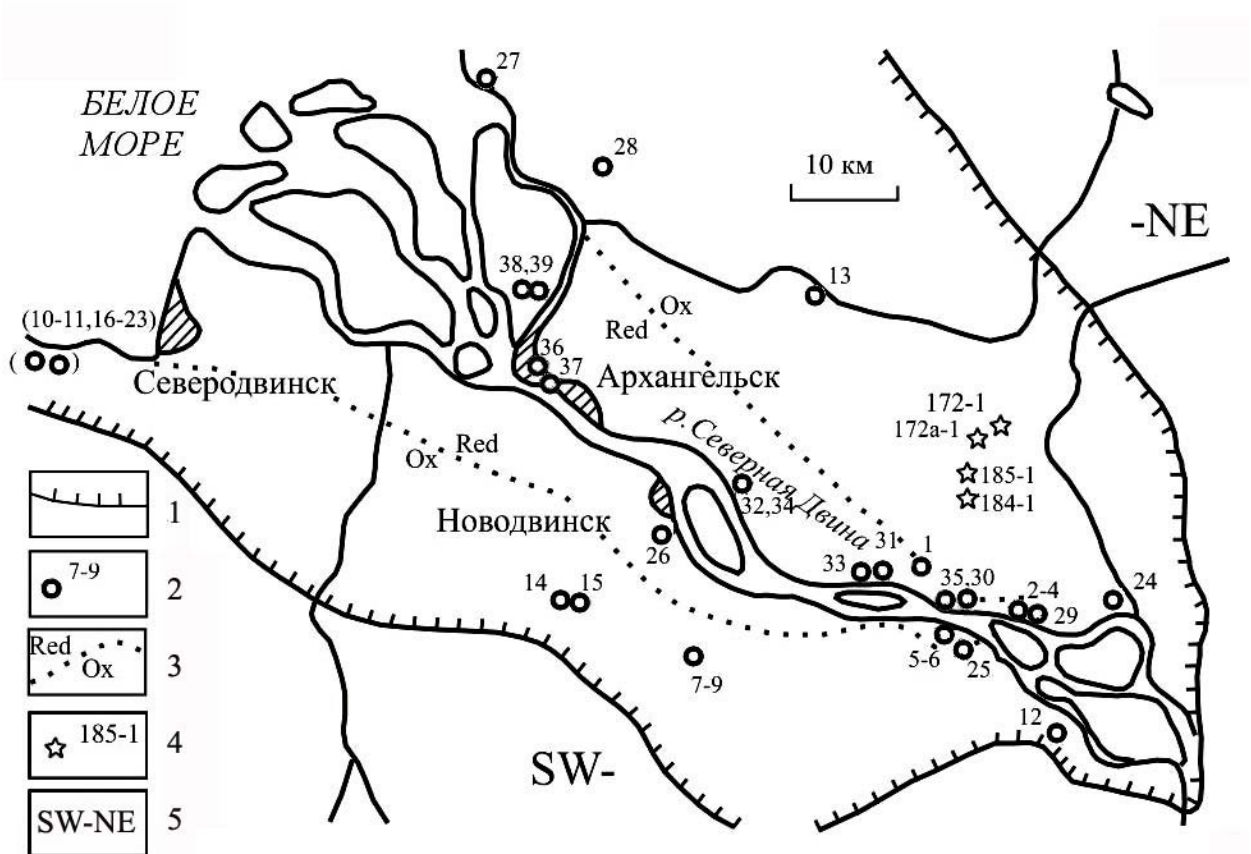 27
БЕЛОЕ
МОРЕ
28
10 км
-NE
38,39
13
Ox
Red
(10-11,16-23)
( )
36
37
Северодвинск
Архангельск
172-1
172а-1
р.Северная Двина
Red
Ox
185-1
184-1
32,34
Новодвинск
26
1
33
31
1
7-9
2
14
15
35,30
2-4
29
24
Red
Ox
3
5-6
25
7-9
12
185-1
4
SW-
SW-NE
5